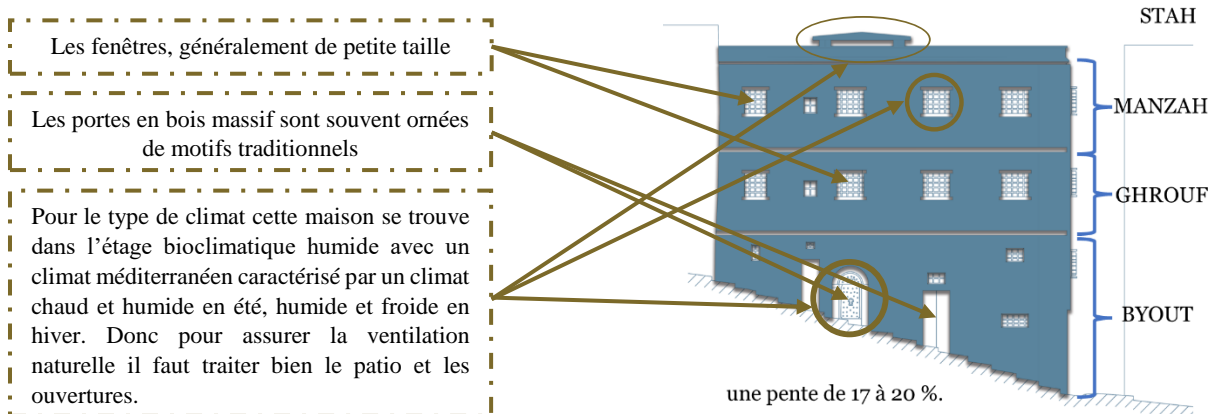 Les fenêtres, généralement de petite taille
Les portes en bois massif sont souvent ornées
de motifs traditionnels
Pour le type de climat cette maison se trouve
dans l’étage bioclimatique humide avec un
climat méditerranéen caractérisé par un climat
chaud et humide en été, humide et froide en
hiver. Donc pour assurer la ventilation
naturelle il faut traiter bien le patio et les
ouvertures.
STAH
MANZAH
GHROUF
BYOUT
une pente de 17 à 20 %.